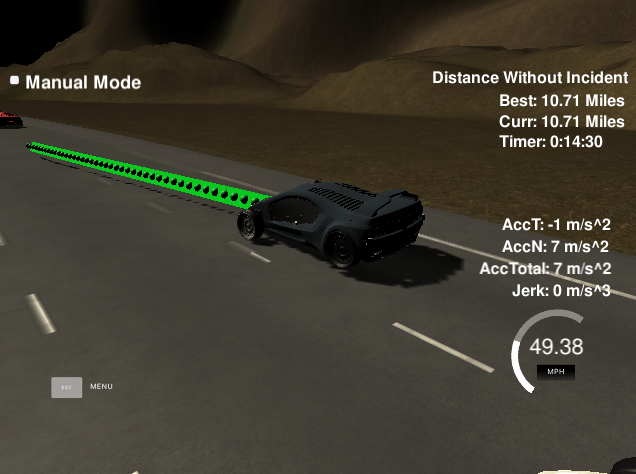 Manual Mode
Distance Without Incident
Best: 10.71 Miles
Curr: 10.71 Miles
Timer: 0:14:30
AccT: -1 m/s^2
AccN: 7 m/s^2
AccTotal: 7 m/s^2
Jerk: 0 m/s^3
49.38
MPH
ESC MENU